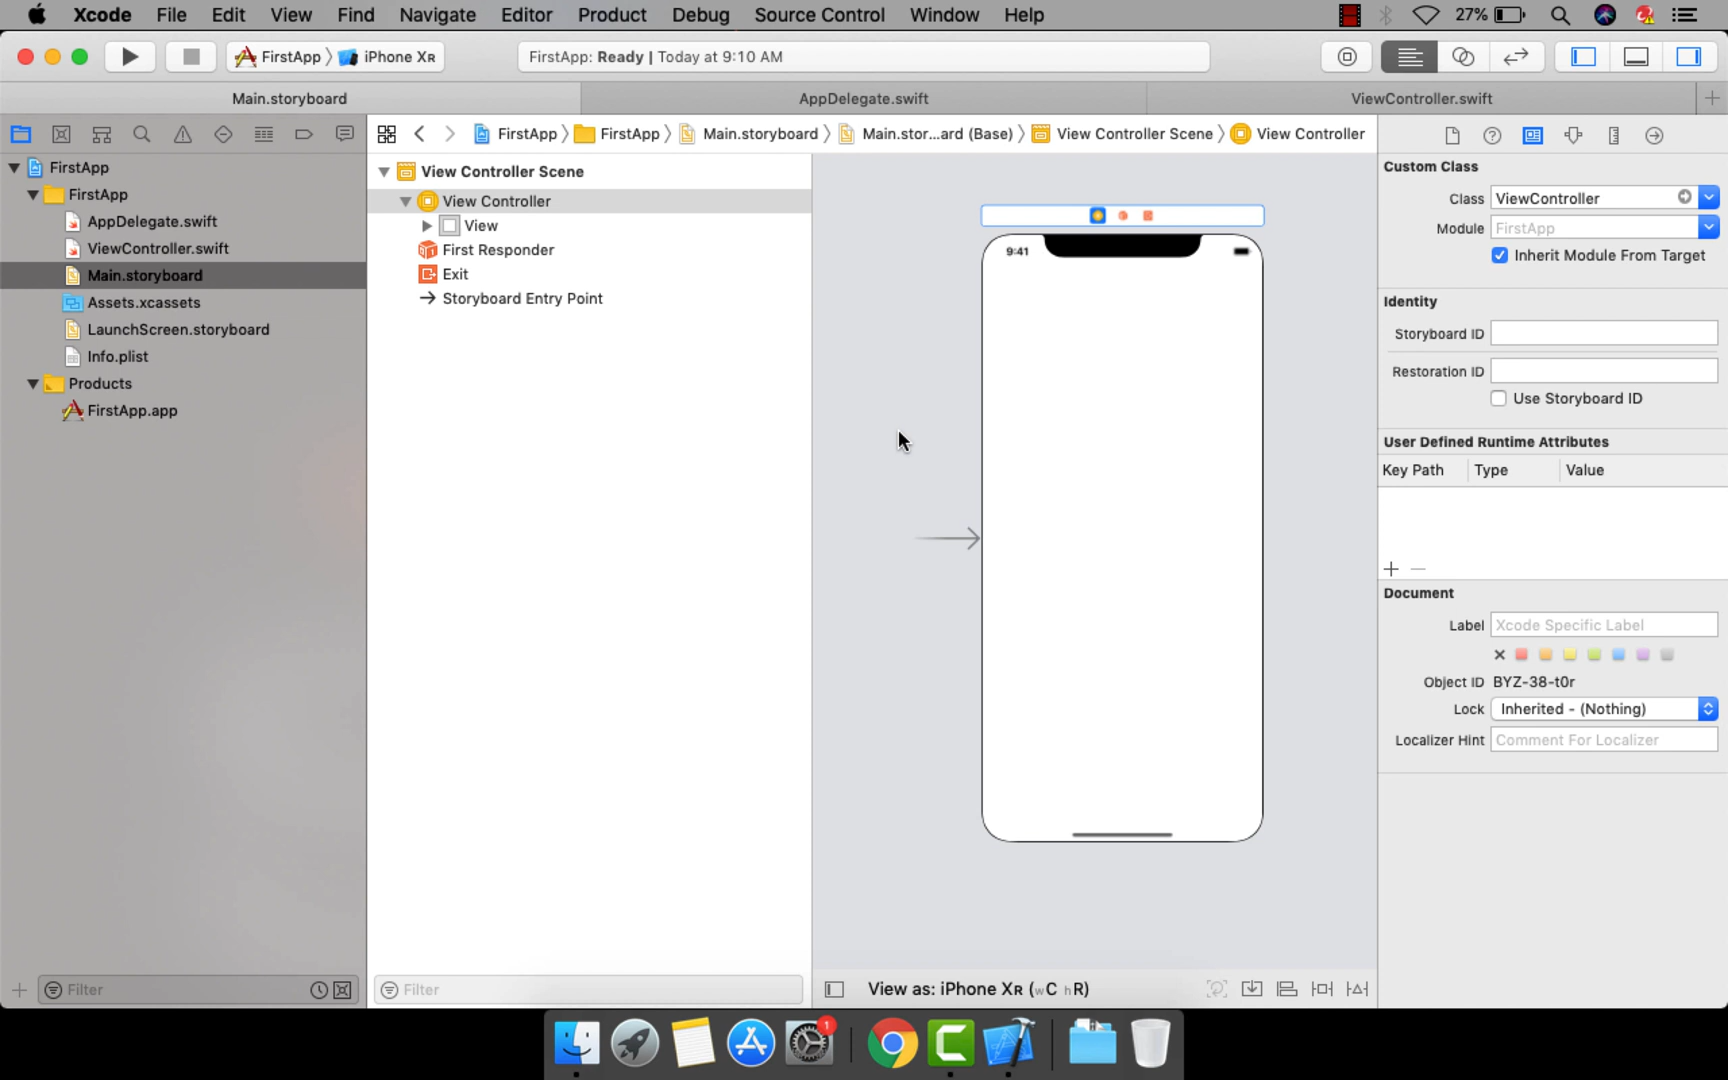 Xcode File Edit View Find Navigate Editor Product Debug Source Control Window Help 27%
FirstApp iPhone XR
FirstApp: Ready | Today at 9:10 AM
Main.storyboard
AppDelegate.swift
ViewController.swift
FirstApp
FirstApp
AppDelegate.swift
ViewController.swift
Main.storyboard
Assets.xcassets
LaunchScreen.storyboard
Info.plist
Products
FirstApp.app
Filter
FirstApp FirstApp Main.storyboard Main.stor...ard (Base) View Controller Scene View Controller
View Controller Scene
View Controller
View
First Responder
Exit
Storyboard Entry Point
Filter
9:41
View as: iPhone XR (wC hR)
Custom Class
Class ViewController
Module FirstApp
Inherit Module From Target
Identity
Storyboard ID
Restoration ID
Use Storyboard ID
User Defined Runtime Attributes
Key Path Type Value
Document
Label Xcode Specific Label
Object ID BYZ-38-t0r
Lock Inherited - (Nothing)
Localizer Hint Comment For Localizer
1